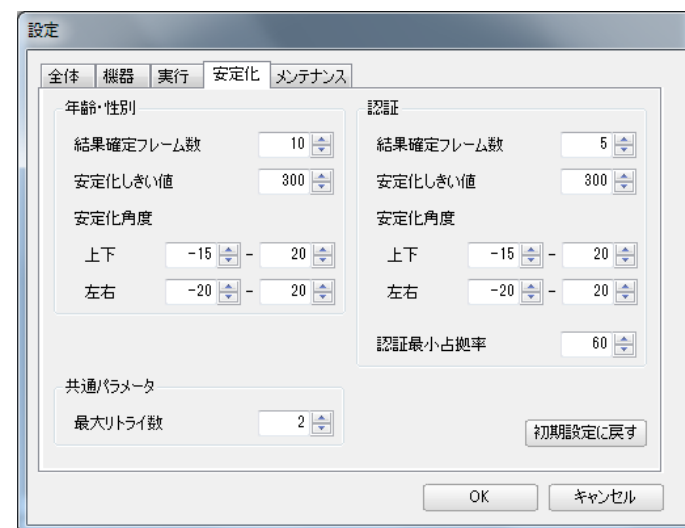 設定
全体 機器 実行 安定化 メンテナンス
年齢・性別
結果確定フレーム数 10
安定化しきい値 300
安定化角度
上下 -15 - 20
左右 -20 - 20
認証
結果確定フレーム数 5
安定化しきい値 300
安定化角度
上下 -15 - 20
左右 -20 - 20
認証最小占拠率 60
共通パラメータ
最大リトライ数 2
初期設定に戻す
OK キャンセル